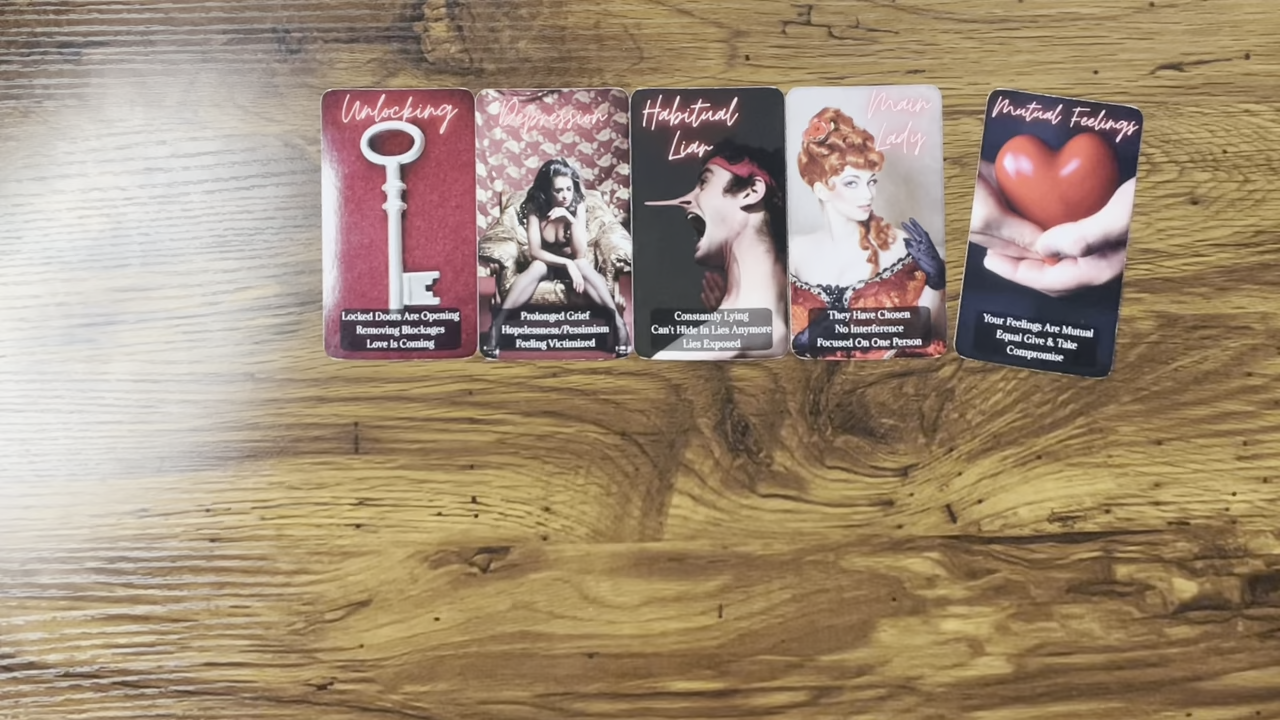 Unlocking
Locked Doors Are Opening
Removing Blockages
Love Is Coming
Depression
Prolonged Grief
Hopelessness/Pessimism
Feeling Victimized
Habitual
Liar
Constantly Lying
Can't Hide In Lies Anymore
Lies Exposed
Main
Lady
They Have Chosen
No Interference
Focused On One Person
Mutual Feelings
Your Feelings Are Mutual
Equal Give & Take
Compromise